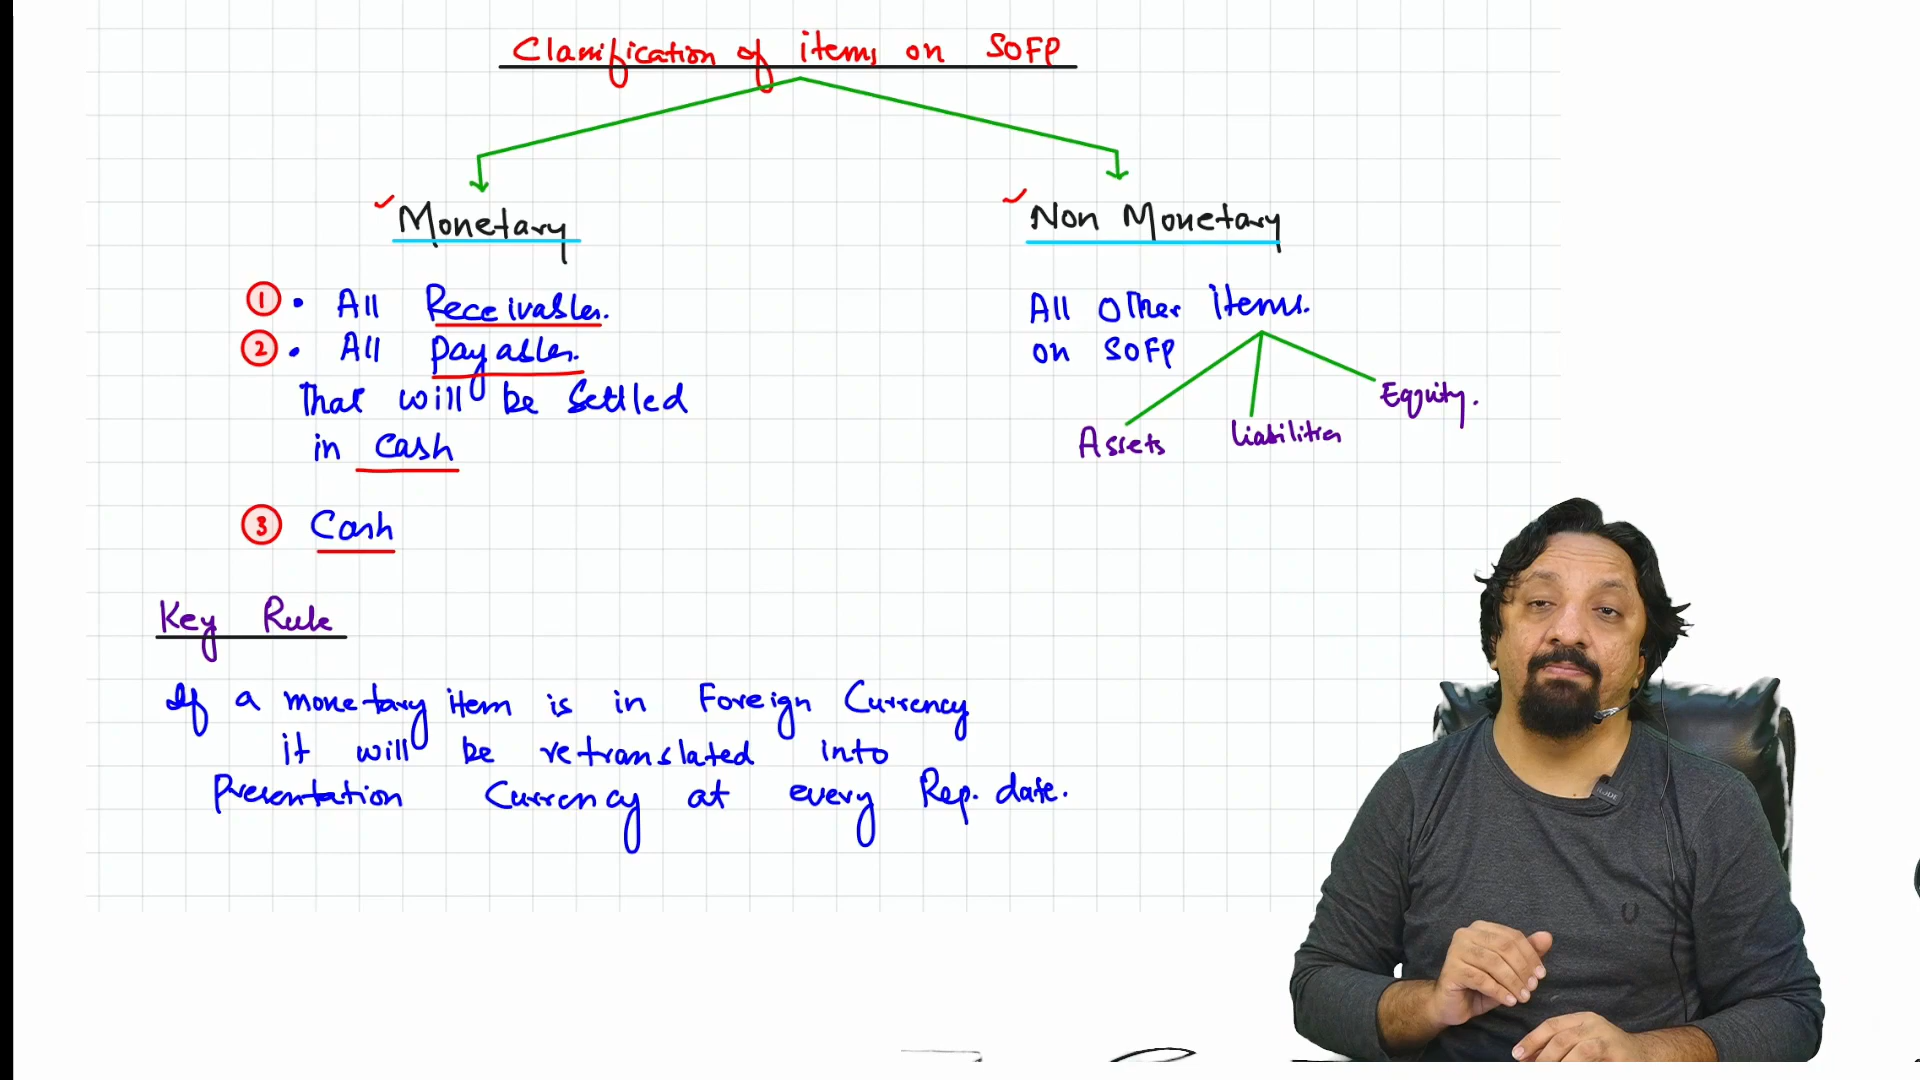 Classification of items on SOFP
Monetary
Non Monetary
① • All Receivables.
② • All payables.
that will be settled
in cash
③ Cash
All other items.
on SOFP
Assets
Liabilities
Equity.
Key Rule
If a monetary item is in Foreign Currency
it will be retranslated into
Presentation Currency at every Rep. date.
RODE